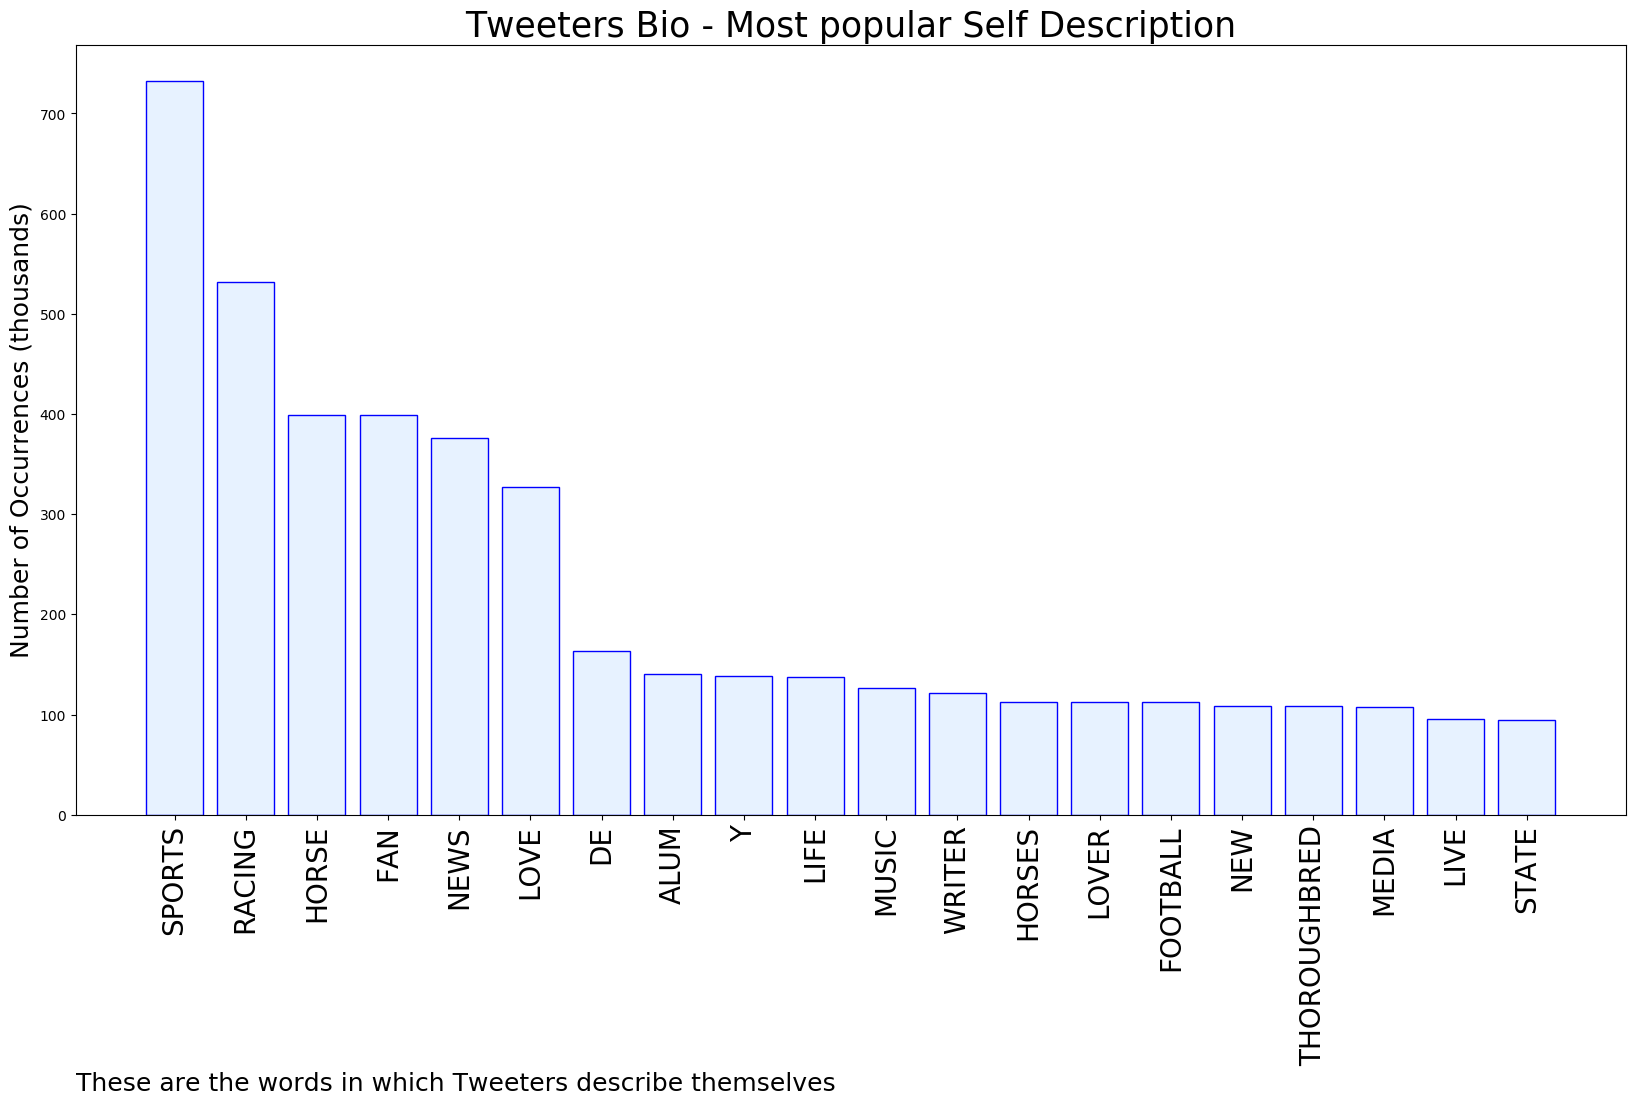 Tweeters Bio - Most popular Self Description
Number of Occurrences (thousands)
700
600
500
400
300
200
100
0
SPORTS
RACING
HORSE
FAN
NEWS
LOVE
DE
ALUM
Y
LIFE
MUSIC
WRITER
HORSES
LOVER
FOOTBALL
NEW
THOROUGHBRED
MEDIA
LIVE
STATE
These are the words in which Tweeters describe themselves